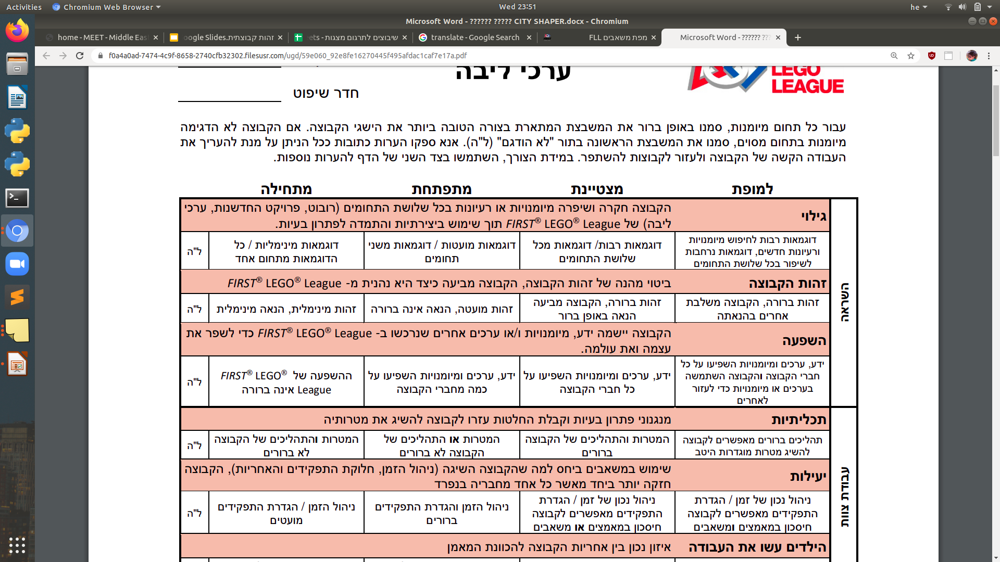 Activities
Chromium Web Browser
Wed 23:51
he
Microsoft Word - ?????? ????? CITY SHAPER.docx - Chromium
home - MEET - Middle Eas
זהות קבוצתית.oogle Slides
שיבוצים לתרגום מצגות - ets
translate - Google Search
מפת משאבים FLL
Microsoft Word - ?????? ???
f0a4a0ad-7474-4c9f-8658-2740cfb32302.filesusr.com/ugd/59e060_92e8fe16270445f495afdac1caf7e17a.pdf
ערכי ליבה
LEGO
LEAGUE
חדר שיפוט
עבור כל תחום מיומנות, סמנו באופן ברור את המשבצת המתארת בצורה הטובה ביותר את הישגי הקבוצה. אם הקבוצה לא הדגימה
מיומנות בתחום מסוים, סמנו את המשבצת הראשונה בתור "לא הודגם" (ל"ה). אנא ספקו הערות כתובות ככל הניתן על מנת להעריך את
העבודה הקשה של הקבוצה ולעזור לקבוצות להשתפר. במידת הצורך, השתמשו בצד השני של הדף להערות נוספות.
למופת מצטיינת מתפתחת מתחילה
השראה
גילוי
הקבוצה חקרה ושיפרה מיומנויות או רעיונות בכל שלושת התחומים (רובוט, פרויקט החדשנות, ערכי
ליבה) של FIRST® LEGO® League תוך שימוש ביצירתיות והתמדה לפתרון בעיות.
דוגמאות רבות לחיפוש מיומנויות
ורעיונות חדשים, דוגמאות נרחבות
לשיפור בכל שלושת התחומים
דוגמאות רבות/ דוגמאות מכל
שלושת התחומים
דוגמאות מועטות / דוגמאות משני
תחומים
דוגמאות מינימליות / כל
הדוגמאות מתחום אחד
ל"ה
זהות הקבוצה
ביטוי מהנה של זהות הקבוצה, הקבוצה מביעה כיצד היא נהנית מ- FIRST® LEGO® League
זהות ברורה, הקבוצה משלבת
אחרים בהנאתה
זהות ברורה, הקבוצה מביעה
הנאה באופן ברור
זהות מועטה, הנאה אינה ברורה
זהות מינימלית, הנאה מינימלית
ל"ה
השפעה
הקבוצה יישמה ידע, מיומנויות ו/או ערכים אחרים שנרכשו ב- FIRST® LEGO® League כדי לשפר את
עצמה ואת עולמה.
ידע, ערכים ומיומנויות השפיעו על כל
חברי הקבוצה והקבוצה השתמשה
בערכים או מיומנויות כדי לעזור
לאחרים
ידע, ערכים ומיומנויות השפיעו על
כל חברי הקבוצה
ידע, ערכים ומיומנויות השפיעו על
כמה מחברי הקבוצה
ההשפעה של FIRST® LEGO®
League אינה ברורה
ל"ה
עבודת צוות
תכליתיות
מנגנוני פתרון בעיות וקבלת החלטות עזרו לקבוצה להשיג את מטרותיה
תהליכים ברורים מאפשרים לקבוצה
להשיג מטרות מוגדרות היטב
המטרות והתהליכים של הקבוצה
ברורים
המטרות או התהליכים של
הקבוצה לא ברורים
המטרות והתהליכים של הקבוצה
לא ברורים
ל"ה
יעילות
שימוש במשאבים ביחס למה שהקבוצה השיגה (ניהול הזמן, חלוקת התפקידים והאחריות), הקבוצה
חזקה יותר ביחד מאשר כל אחד מחבריה בנפרד
ניהול נכון של זמן / הגדרת
התפקידים מאפשרים לקבוצה
חיסכון במאמצים ומשאבים
ניהול נכון של זמן / הגדרת
התפקידים מאפשרים לקבוצה
חיסכון במאמצים או משאבים
ניהול הזמן והגדרת התפקידים
ברורים
ניהול הזמן / הגדרת התפקידים
מועטים
ל"ה
הילדים עשו את העבודה
איזון נכון בין אחריות הקבוצה להכוונת המאמן